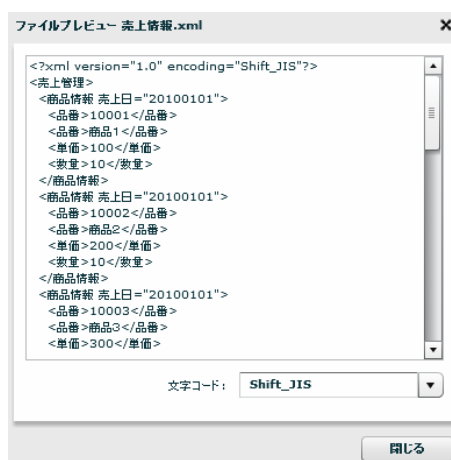 ファイルプレビュー 売上情報.xml
<?xml version="1.0" encoding="Shift_JIS"?>
<売上管理>
<商品情報 売上日="20100101">
<品番>10001</品番>
<品番>商品1</品番>
<単価>100</単価>
<数量>10</数量>
</商品情報>
<商品情報 売上日="20100101">
<品番>10002</品番>
<品番>商品2</品番>
<単価>200</単価>
<数量>10</数量>
</商品情報>
<商品情報 売上日="20100101">
<品番>10003</品番>
<品番>商品3</品番>
<単価>300</単価>
文字コード： Shift_JIS
閉じる